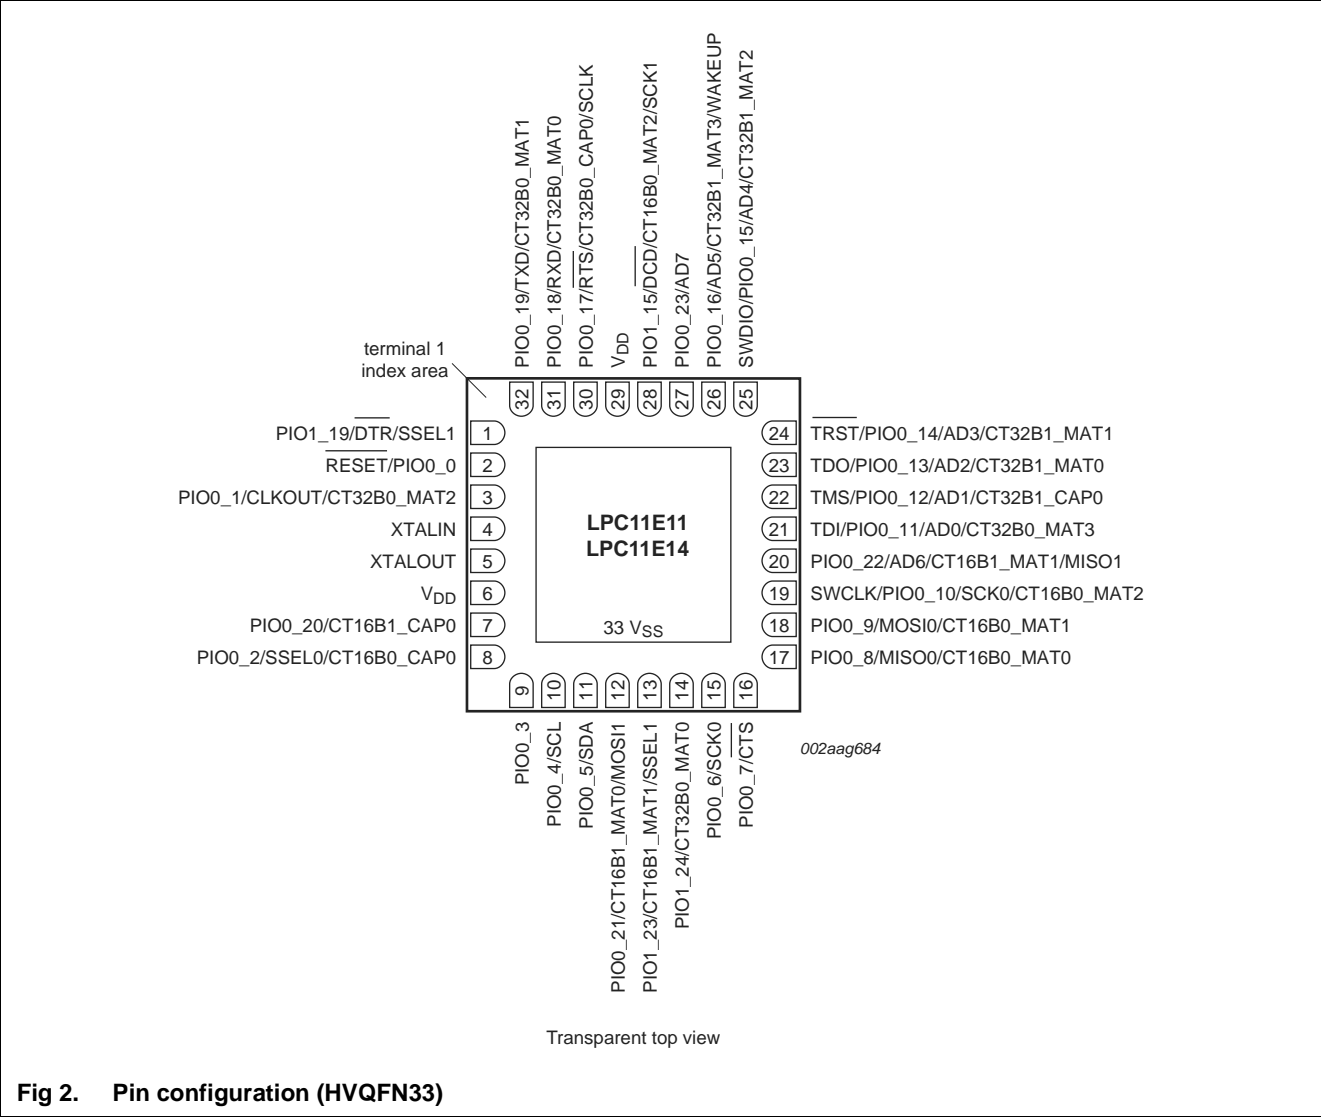 PIO0_19/TXD/CT32B0_MAT1
PIO0_18/RXD/CT32B0_MAT0
PIO0_17/RTS/CT32B0_CAP0/SCLK
VDD
PIO1_15/DCD/CT16B0_MAT2/SCK1
PIO0_23/AD7
PIO0_16/AD5/CT32B1_MAT3/WAKEUP
SWDIO/PIO0_15/AD4/CT32B1_MAT2
terminal 1
index area
32 31 30 29 28 27 26 25
PIO1_19/DTR/SSEL1 1
RESET/PIO0_0 2
PIO0_1/CLKOUT/CT32B0_MAT2 3
XTALIN 4
XTALOUT 5
VDD 6
PIO0_20/CT16B1_CAP0 7
PIO0_2/SSEL0/CT16B0_CAP0 8
LPC11E11
LPC11E14
33 VSS
24 TRST/PIO0_14/AD3/CT32B1_MAT1
23 TDO/PIO0_13/AD2/CT32B1_MAT0
22 TMS/PIO0_12/AD1/CT32B1_CAP0
21 TDI/PIO0_11/AD0/CT32B0_MAT3
20 PIO0_22/AD6/CT16B1_MAT1/MISO1
19 SWCLK/PIO0_10/SCK0/CT16B0_MAT2
18 PIO0_9/MOSI0/CT16B0_MAT1
17 PIO0_8/MISO0/CT16B0_MAT0
9 10 11 12 13 14 15 16
PIO0_3
PIO0_4/SCL
PIO0_5/SDA
PIO0_21/CT16B1_MAT0/MOSI1
PIO1_23/CT16B1_MAT1/SSEL1
PIO1_24/CT32B0_MAT0
PIO0_6/SCK0
PIO0_7/CTS
002aag684
Transparent top view
Fig 2. Pin configuration (HVQFN33)